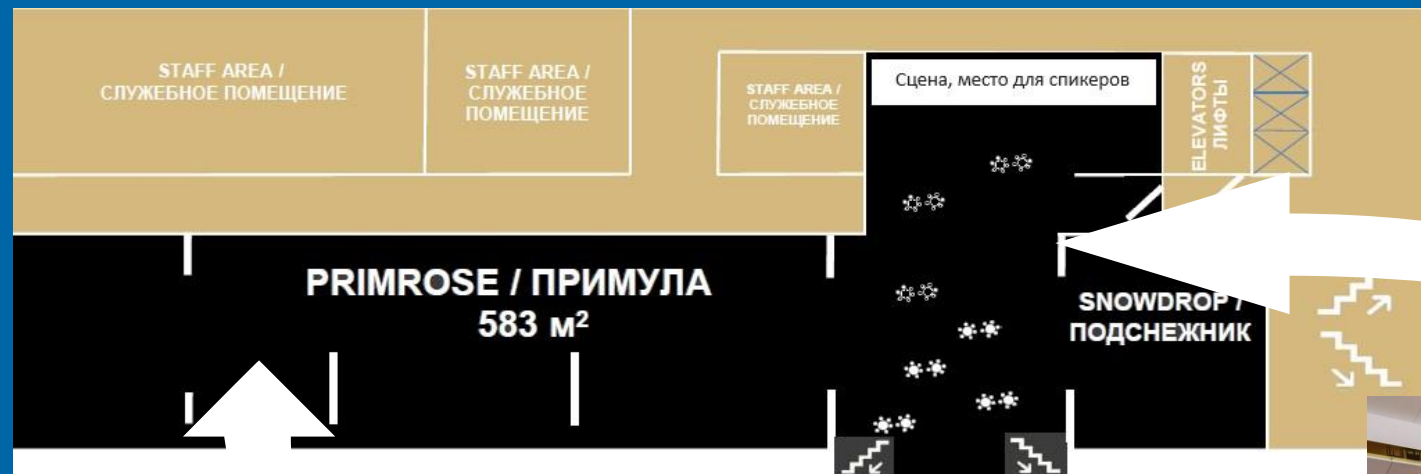 STAFF AREA /
СЛУЖЕБНОЕ ПОМЕЩЕНИЕ
STAFF AREA /
СЛУЖЕБНОЕ
ПОМЕЩЕНИЕ
STAFF AREA /
СЛУЖЕБНОЕ
ПОМЕЩЕНИЕ
Сцена, место для спикеров
ELEVATORS
ЛИФТЫ
PRIMROSE / ПРИМУЛА
583 м²
SNOWDROP /
ПОДСНЕЖНИК